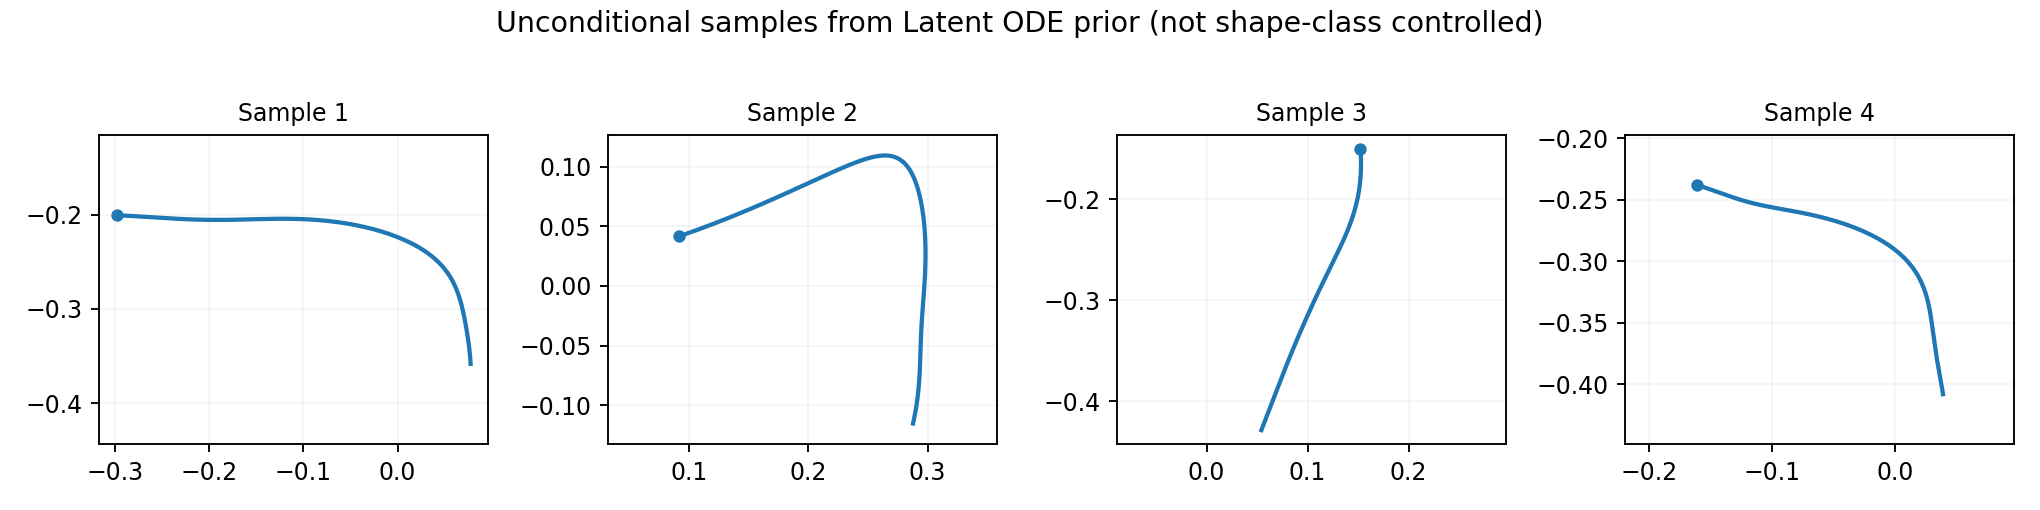 Unconditional samples from Latent ODE prior (not shape-class controlled)
Sample 1
−0.2
−0.3
−0.4
−0.3 −0.2 −0.1 0.0
Sample 2
0.10
0.05
0.00
−0.05
−0.10
0.1 0.2 0.3
Sample 3
−0.2
−0.3
−0.4
0.0 0.1 0.2
Sample 4
−0.20
−0.25
−0.30
−0.35
−0.40
−0.2 −0.1 0.0